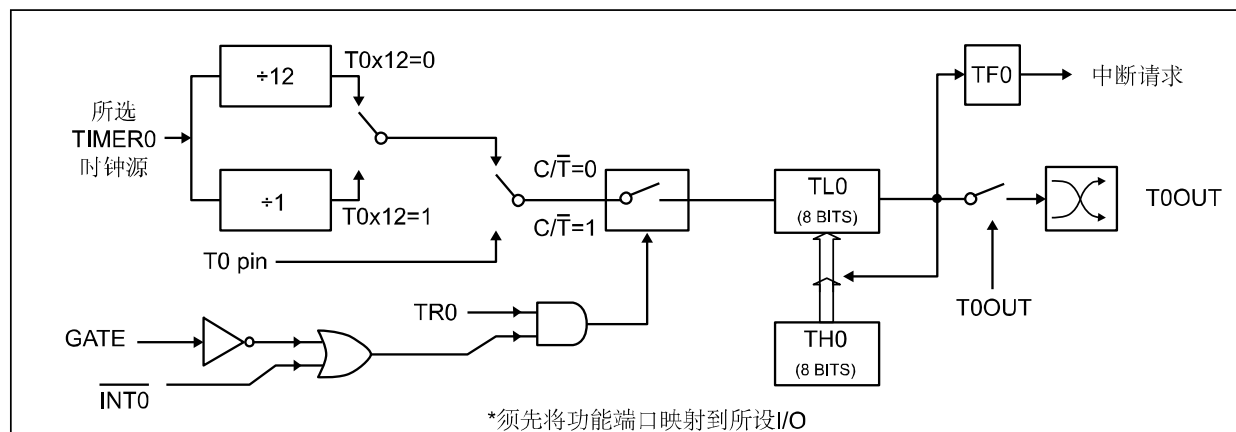 ÷12
T0x12=0
所选
TIMER0
时钟源
÷1
T0x12=1
T0 pin
C/T̅=0
C/T̅=1
TR0
GATE
I̅N̅T̅0̅
TL0
(8 BITS)
TH0
(8 BITS)
TF0
中断请求
T0OUT
T0OUT
*须先将功能端口映射到所设I/O